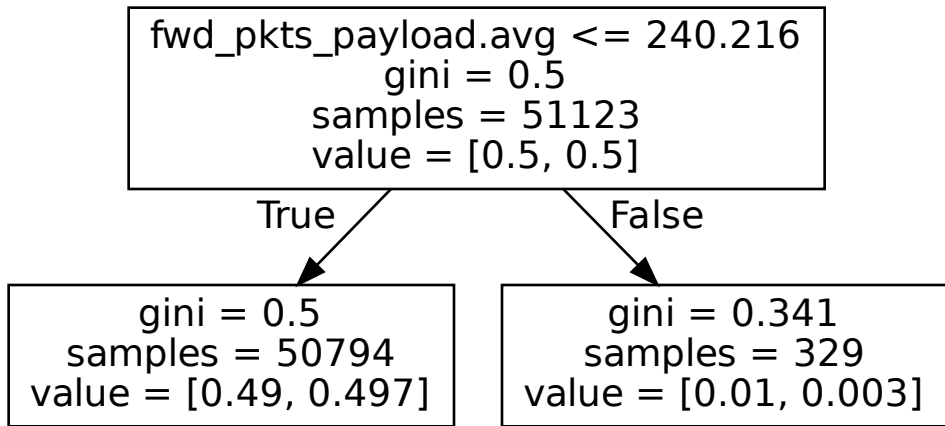 fwd_pkts_payload.avg <= 240.216
gini = 0.5
samples = 51123
value = [0.5, 0.5]
True
False
gini = 0.5
samples = 50794
value = [0.49, 0.497]
gini = 0.341
samples = 329
value = [0.01, 0.003]